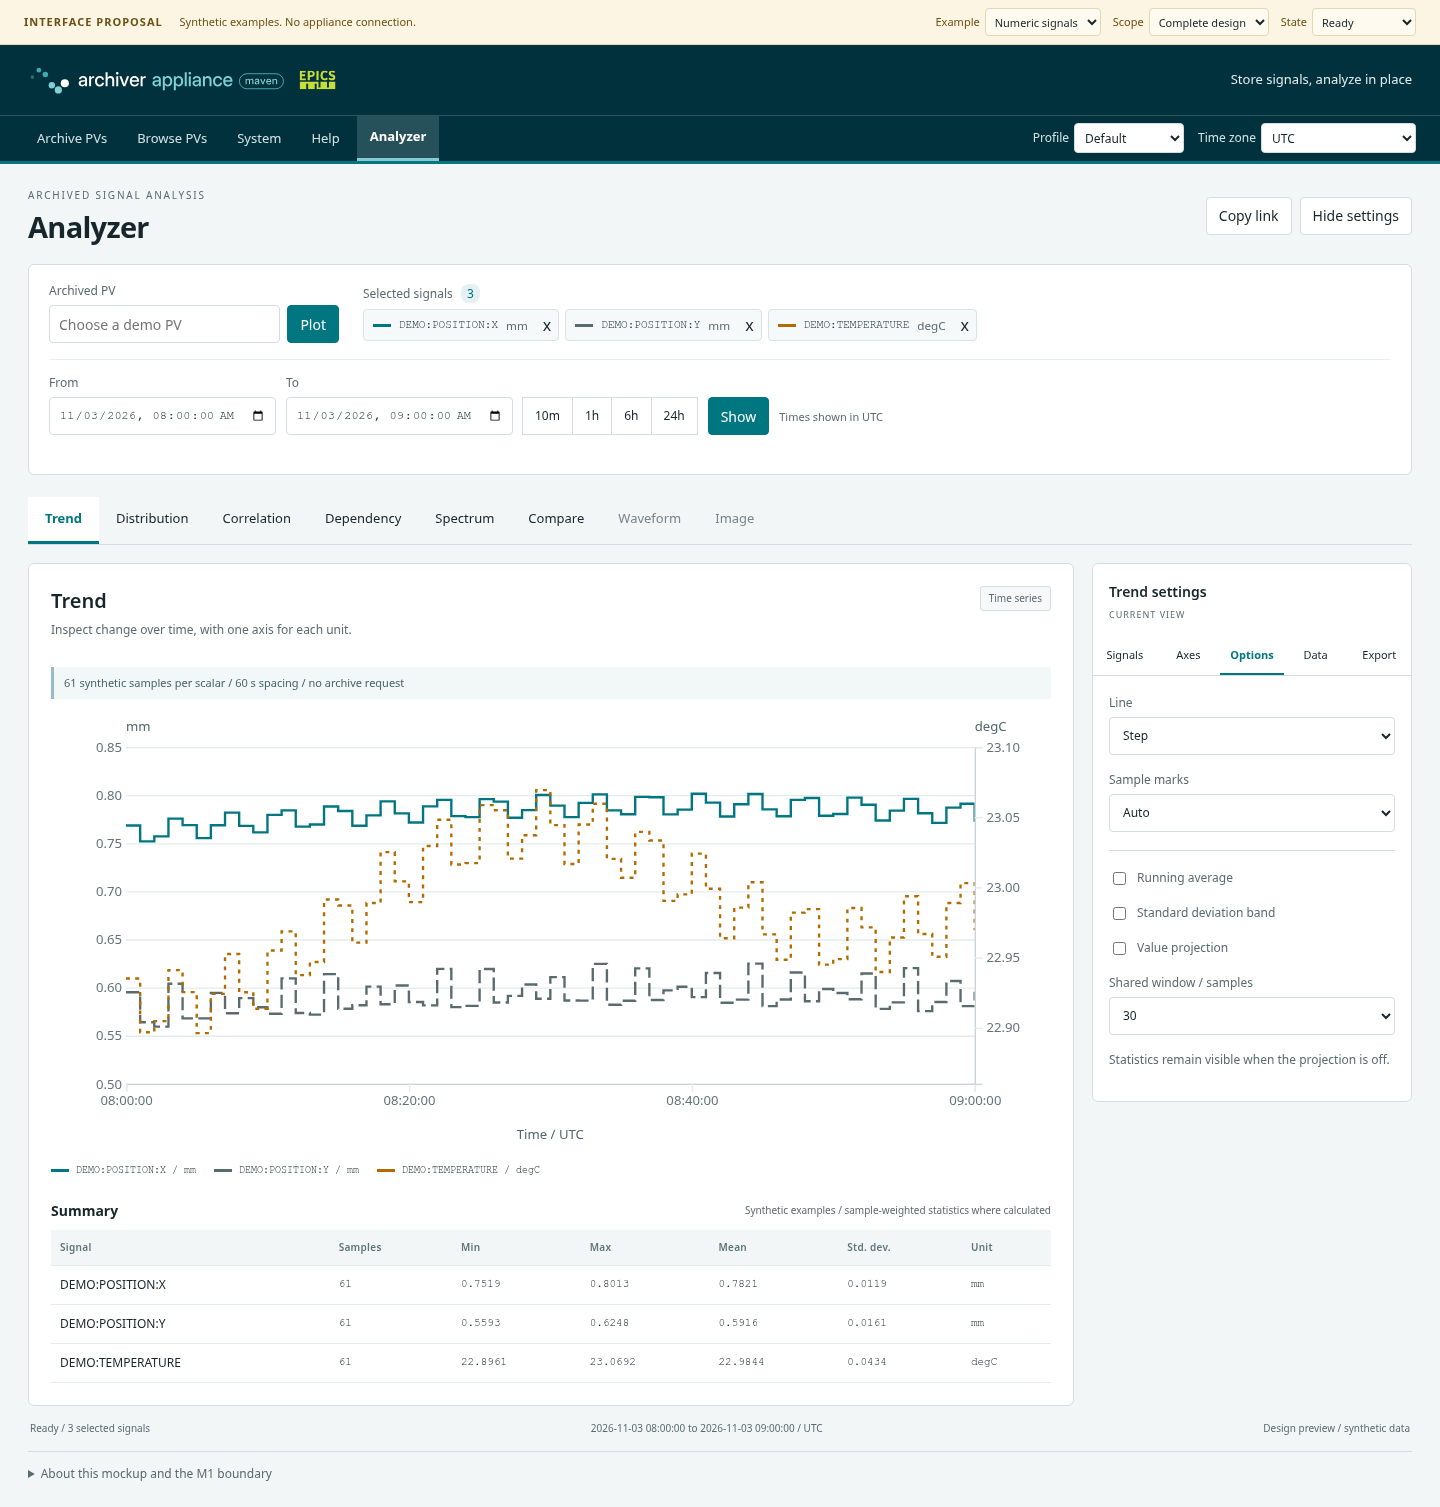 INTERFACE PROPOSAL Synthetic examples. No appliance connection. Example Numeric signals Scope Complete design State Ready
archiver appliance maven EPICS Store signals, analyze in place
Archive PVs Browse PVs System Help Analyzer Profile Default Time zone UTC
ARCHIVED SIGNAL ANALYSIS
Analyzer Copy link Hide settings
Archived PV Selected signals 3
Choose a demo PV Plot DEMO:POSITION:X mm X DEMO:POSITION:Y mm X DEMO:TEMPERATURE degC X
From To
11/03/2026, 08:00:00 AM 11/03/2026, 09:00:00 AM 10m 1h 6h 24h Show Times shown in UTC
Trend Distribution Correlation Dependency Spectrum Compare Waveform Image
Trend Time series
Inspect change over time, with one axis for each unit.
61 synthetic samples per scalar / 60 s spacing / no archive request
mm degC
0.85 23.10
0.80
23.05
0.75
0.70 23.00
0.65
22.95
0.60
22.90
0.55
0.50
08:00:00 08:20:00 08:40:00 09:00:00
Time / UTC
DEMO:POSITION:X / mm DEMO:POSITION:Y / mm DEMO:TEMPERATURE / degC
Summary Synthetic examples / sample-weighted statistics where calculated
Signal Samples Min Max Mean Std. dev. Unit
DEMO:POSITION:X 61 0.7519 0.8013 0.7821 0.0119 mm
DEMO:POSITION:Y 61 0.5593 0.6248 0.5916 0.0161 mm
DEMO:TEMPERATURE 61 22.8961 23.0692 22.9844 0.0434 degC
Trend settings
CURRENT VIEW
Signals Axes Options Data Export
Line
Step
Sample marks
Auto
Running average
Standard deviation band
Value projection
Shared window / samples
30
Statistics remain visible when the projection is off.
Ready / 3 selected signals 2026-11-03 08:00:00 to 2026-11-03 09:00:00 / UTC Design preview / synthetic data
About this mockup and the M1 boundary